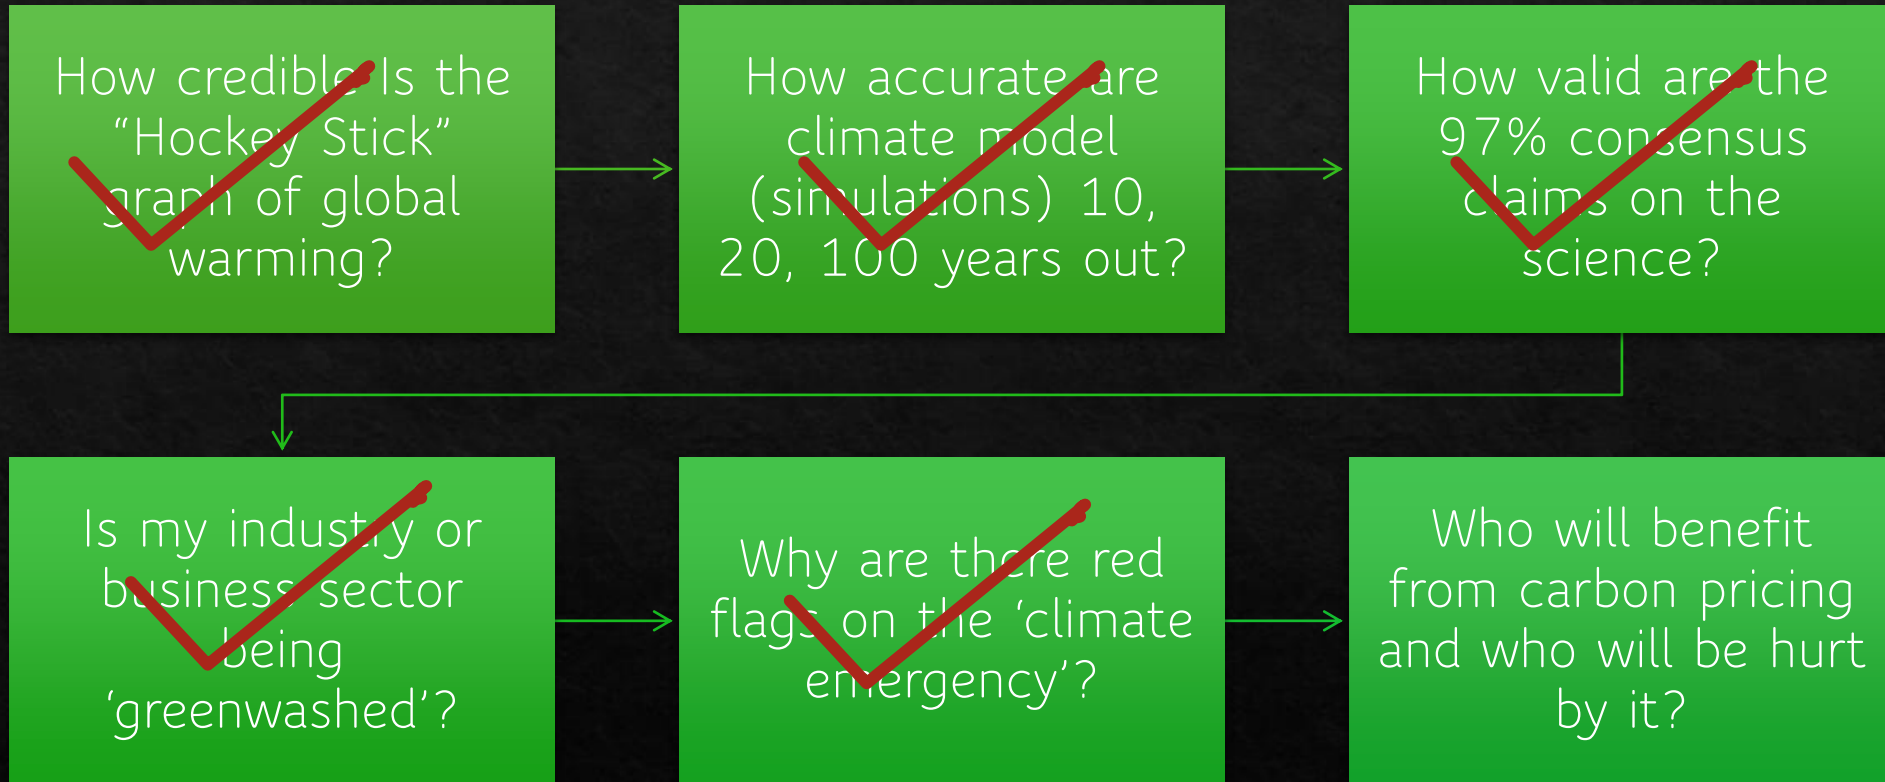 How credible Is the
“Hockey Stick”
graph of global
warming?
How accurate are
climate model
(simulations) 10,
20, 100 years out?
How valid are the
97% consensus
claims on the
science?
Is my industry or
business sector
being
‘greenwashed’?
Why are there red
flags on the ‘climate
emergency’?
Who will benefit
from carbon pricing
and who will be hurt
by it?